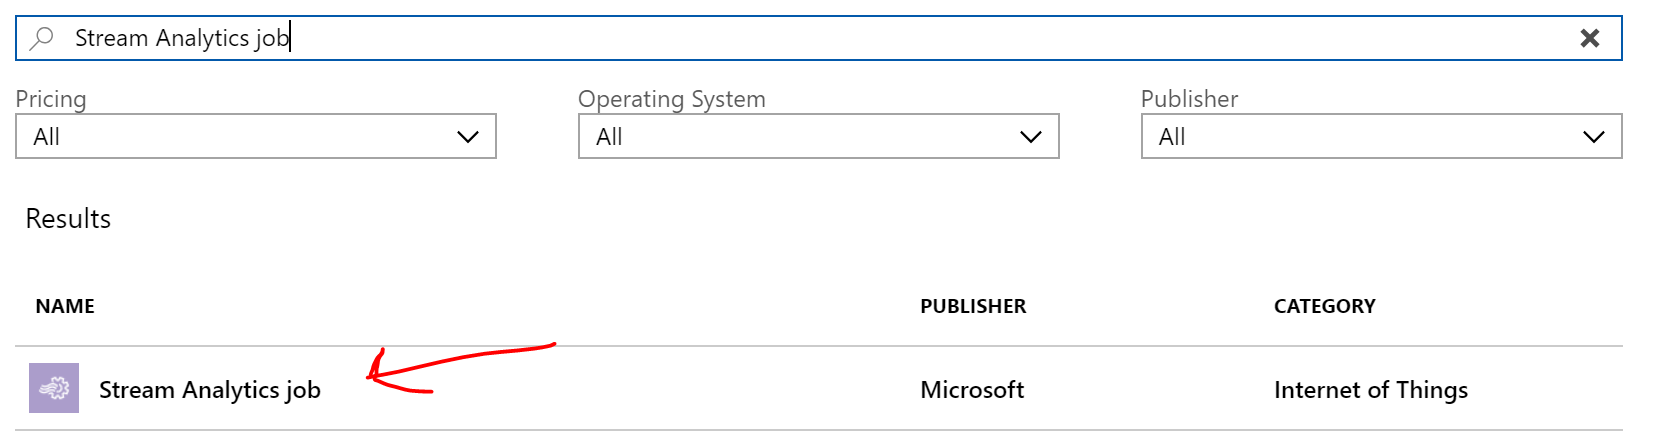 Stream Analytics job
Pricing Operating System Publisher
All All All
Results
NAME PUBLISHER CATEGORY
Stream Analytics job Microsoft Internet of Things